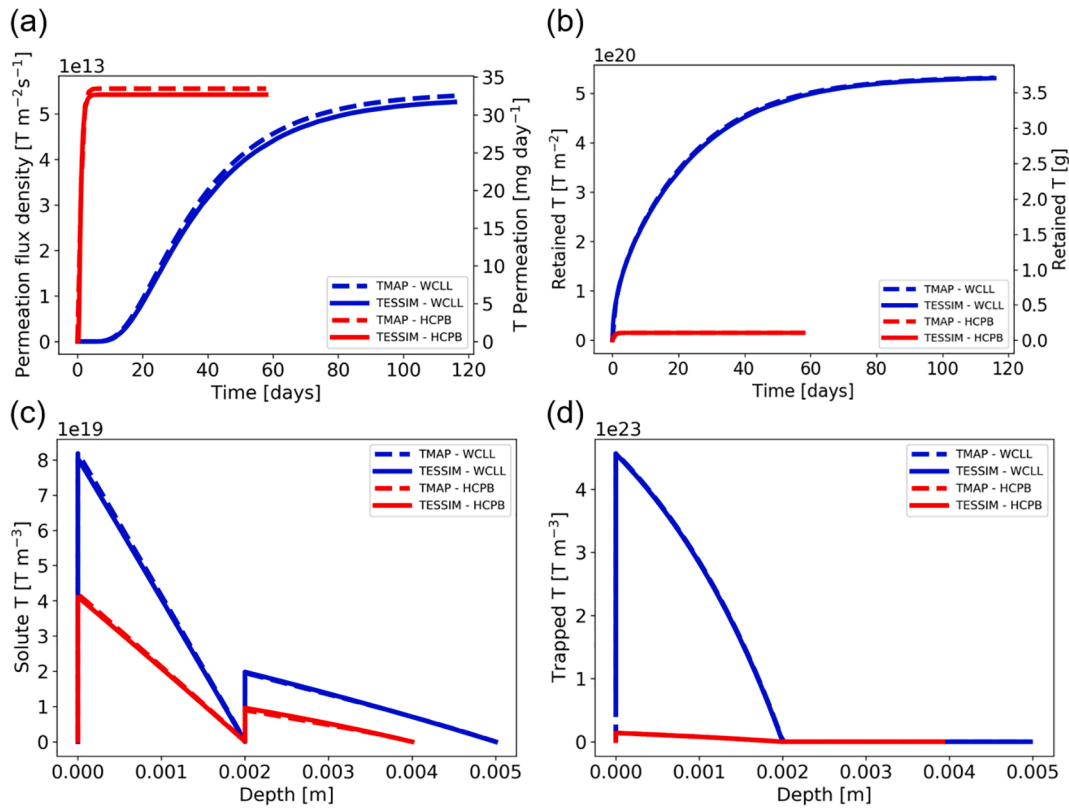 (a)
1e13
Permeation flux density [T m⁻²s⁻¹]
5
4
3
2
1
0
35
30
25
20
15
10
5
0
T Permeation [mg day⁻¹]
TMAP - WCLL
TESSIM - WCLL
TMAP - HCPB
TESSIM - HCPB
0 20 40 60 80 100 120
Time [days]
(b)
1e20
Retained T [T m⁻²]
5
4
3
2
1
0
3.5
3.0
2.5
2.0
1.5
1.0
0.5
0.0
Retained T [g]
TMAP - WCLL
TESSIM - WCLL
TMAP - HCPB
TESSIM - HCPB
0 20 40 60 80 100 120
Time [days]
(c)
1e19
Solute T [T m⁻³]
8
7
6
5
4
3
2
1
0
TMAP - WCLL
TESSIM - WCLL
TMAP - HCPB
TESSIM - HCPB
0.000 0.001 0.002 0.003 0.004 0.005
Depth [m]
(d)
1e23
Trapped T [T m⁻³]
4
3
2
1
0
TMAP - WCLL
TESSIM - WCLL
TMAP - HCPB
TESSIM - HCPB
0.000 0.001 0.002 0.003 0.004 0.005
Depth [m]